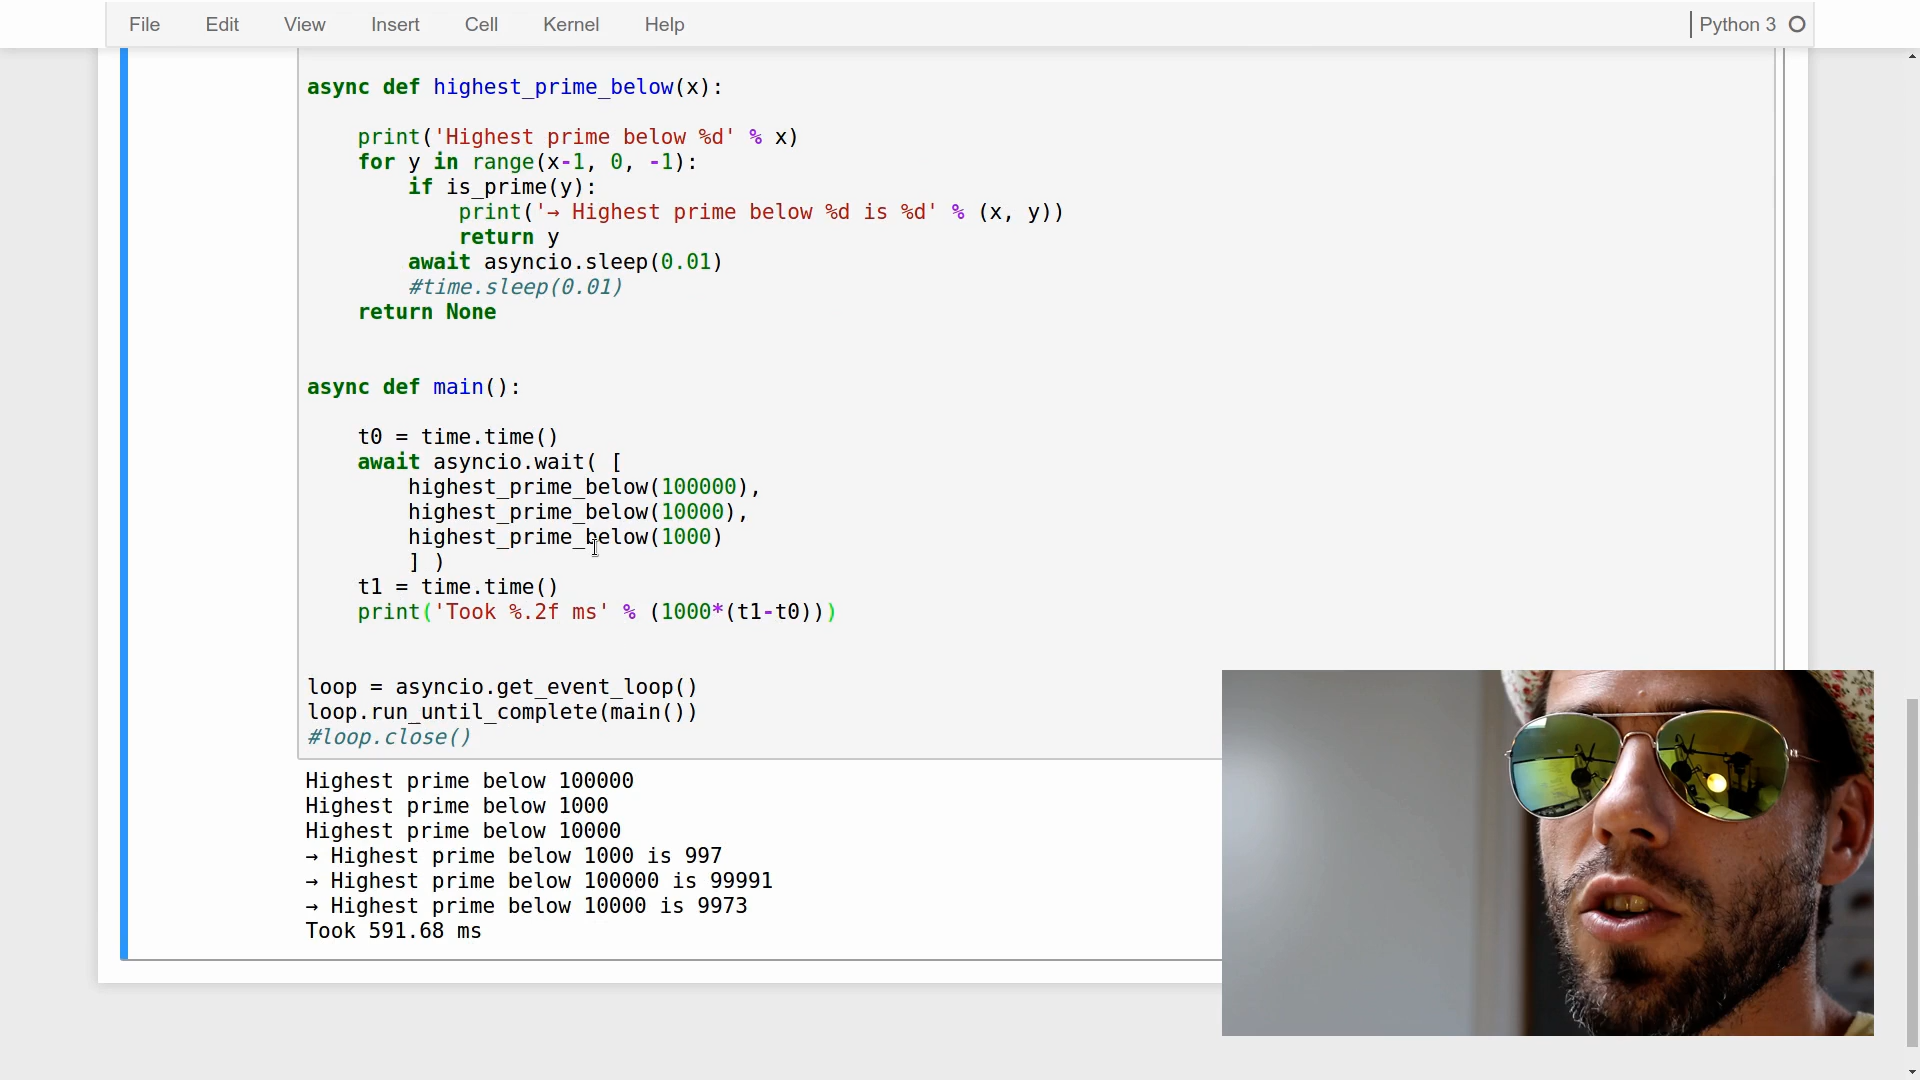 File Edit View Insert Cell Kernel Help Python 3
async def highest_prime_below(x):
print('Highest prime below %d' % x)
for y in range(x-1, 0, -1):
if is_prime(y):
print('→ Highest prime below %d is %d' % (x, y))
return y
await asyncio.sleep(0.01)
#time.sleep(0.01)
return None
async def main():
t0 = time.time()
await asyncio.wait( [
highest_prime_below(100000),
highest_prime_below(10000),
highest_prime_below(1000)
] )
t1 = time.time()
print('Took %.2f ms' % (1000*(t1-t0)))
loop = asyncio.get_event_loop()
loop.run_until_complete(main())
#loop.close()
Highest prime below 100000
Highest prime below 1000
Highest prime below 10000
→ Highest prime below 1000 is 997
→ Highest prime below 100000 is 99991
→ Highest prime below 10000 is 9973
Took 591.68 ms